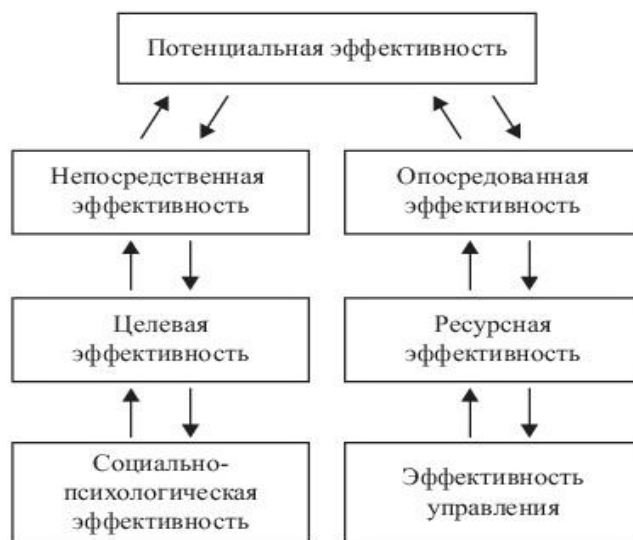 Потенциальная эффективность
Непосредственная
эффективность
Опосредованная
эффективность
Целевая
эффективность
Ресурсная
эффективность
Социально-
психологическая
эффективность
Эффективность
управления